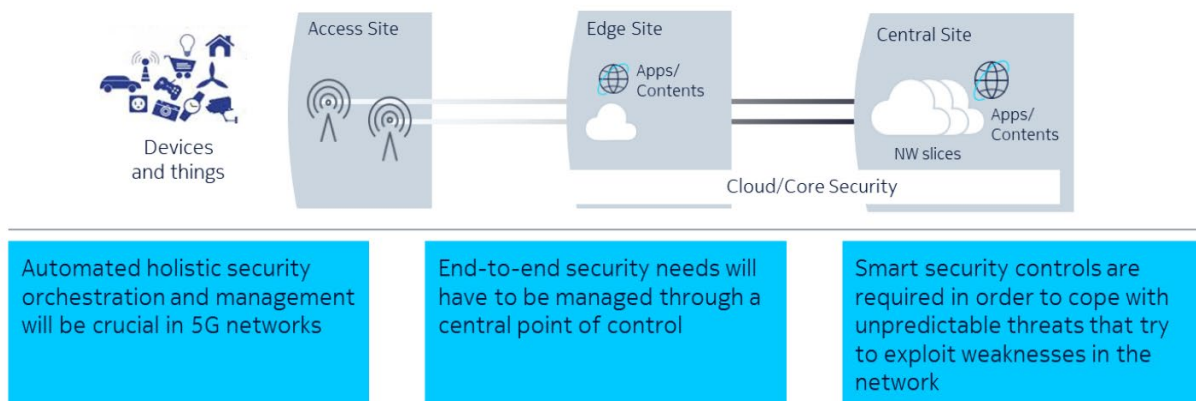 Access Site
Edge Site
Central Site
Apps/
Contents
Apps/
Contents
NW slices
Devices
and things
Cloud/Core Security
Automated holistic security
orchestration and management
will be crucial in 5G networks
End-to-end security needs will
have to be managed through a
central point of control
Smart security controls are
required in order to cope with
unpredictable threats that try
to exploit weaknesses in the
network